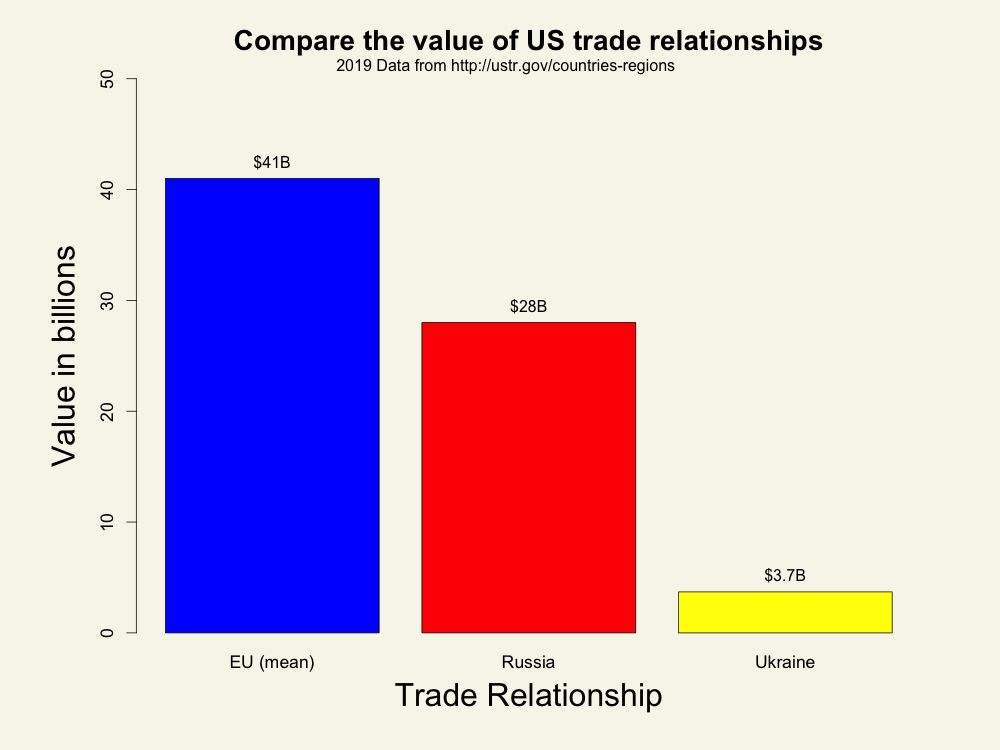 Compare the value of US trade relationships
2019 Data from http://ustr.gov/countries-regions
Value in billions
50
40
30
20
10
0
$41B
$28B
$3.7B
EU (mean)
Russia
Ukraine
Trade Relationship